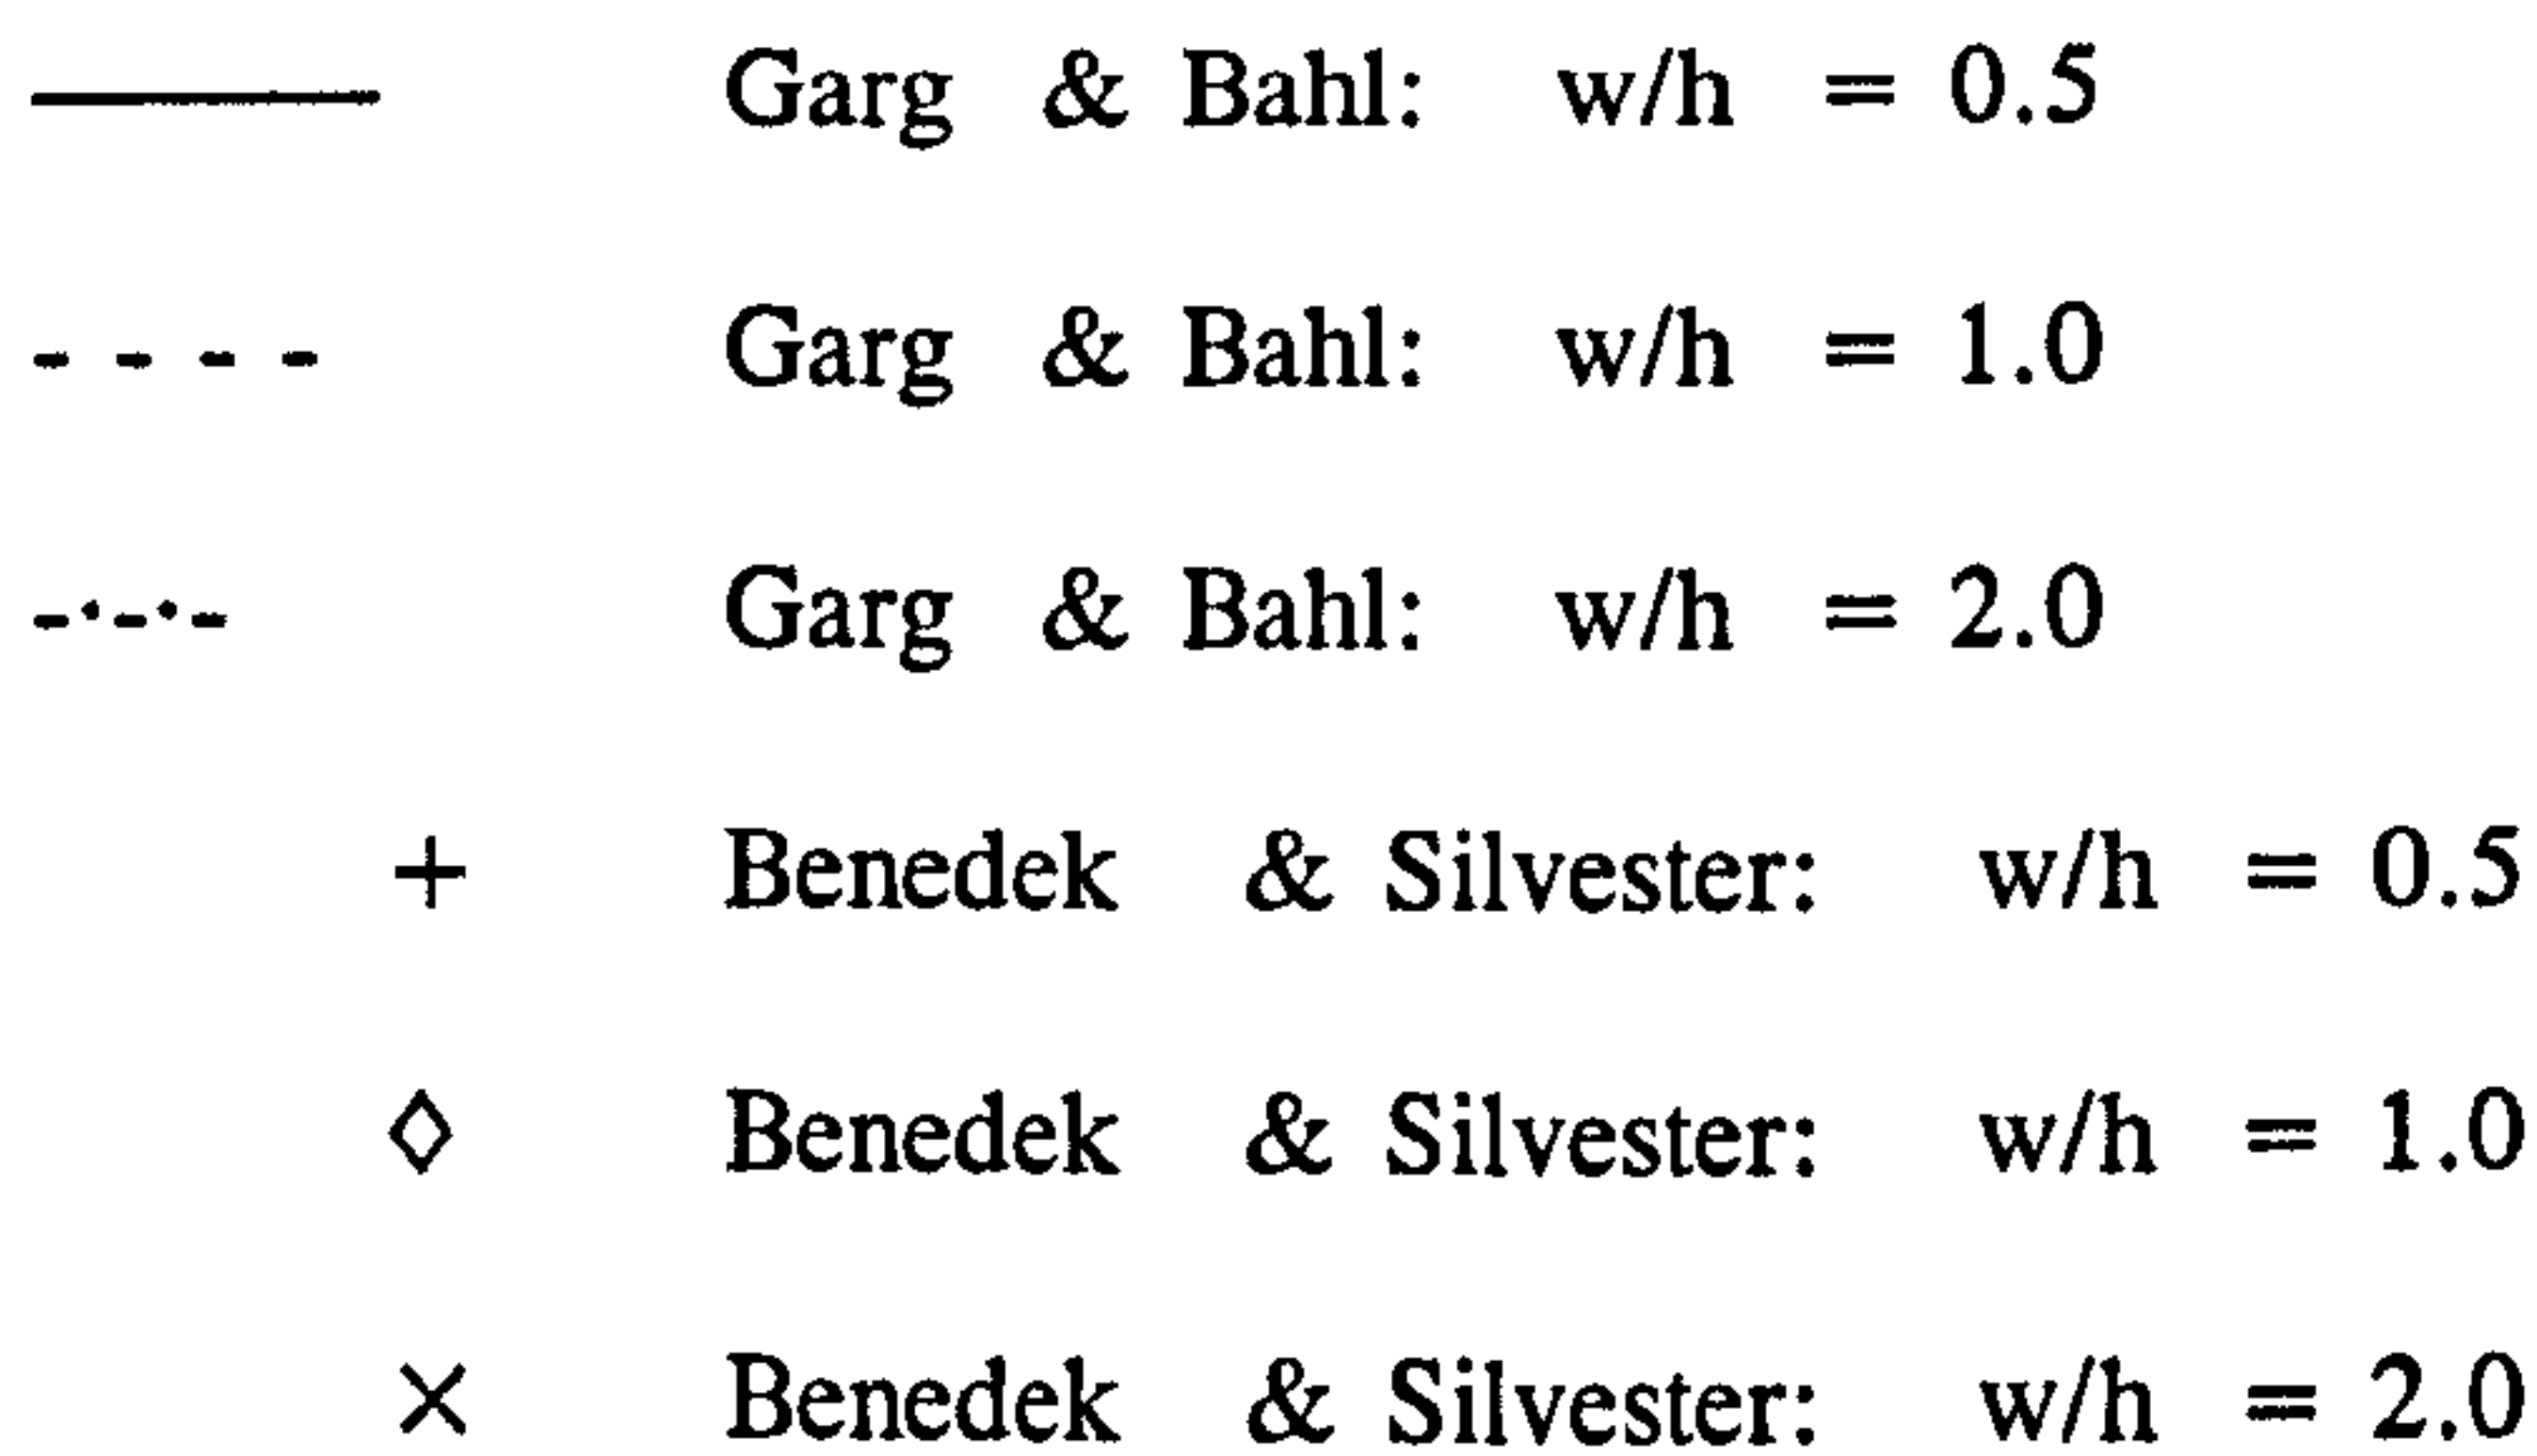 Garg & Bahl: w/h = 0.5
Garg & Bahl: w/h = 1.0
Garg & Bahl: w/h = 2.0
Benedek & Silvester: w/h = 0.5
Benedek & Silvester: w/h = 1.0
Benedek & Silvester: w/h = 2.0